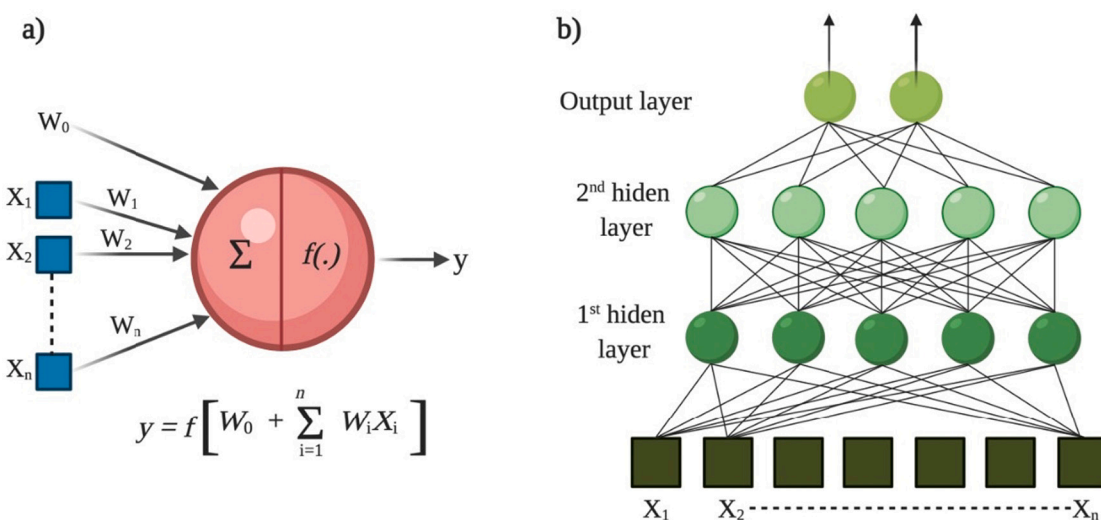 a)
W₀
X₁
W₁
X₂
W₂
Σ f(.)
y
Wₙ
Xₙ
y = f [ W₀ + Σⁿᵢ₌₁ WᵢXᵢ ]
b)
Output layer
2ⁿᵈ hiden
layer
1ˢᵗ hiden
layer
X₁ X₂ Xₙ